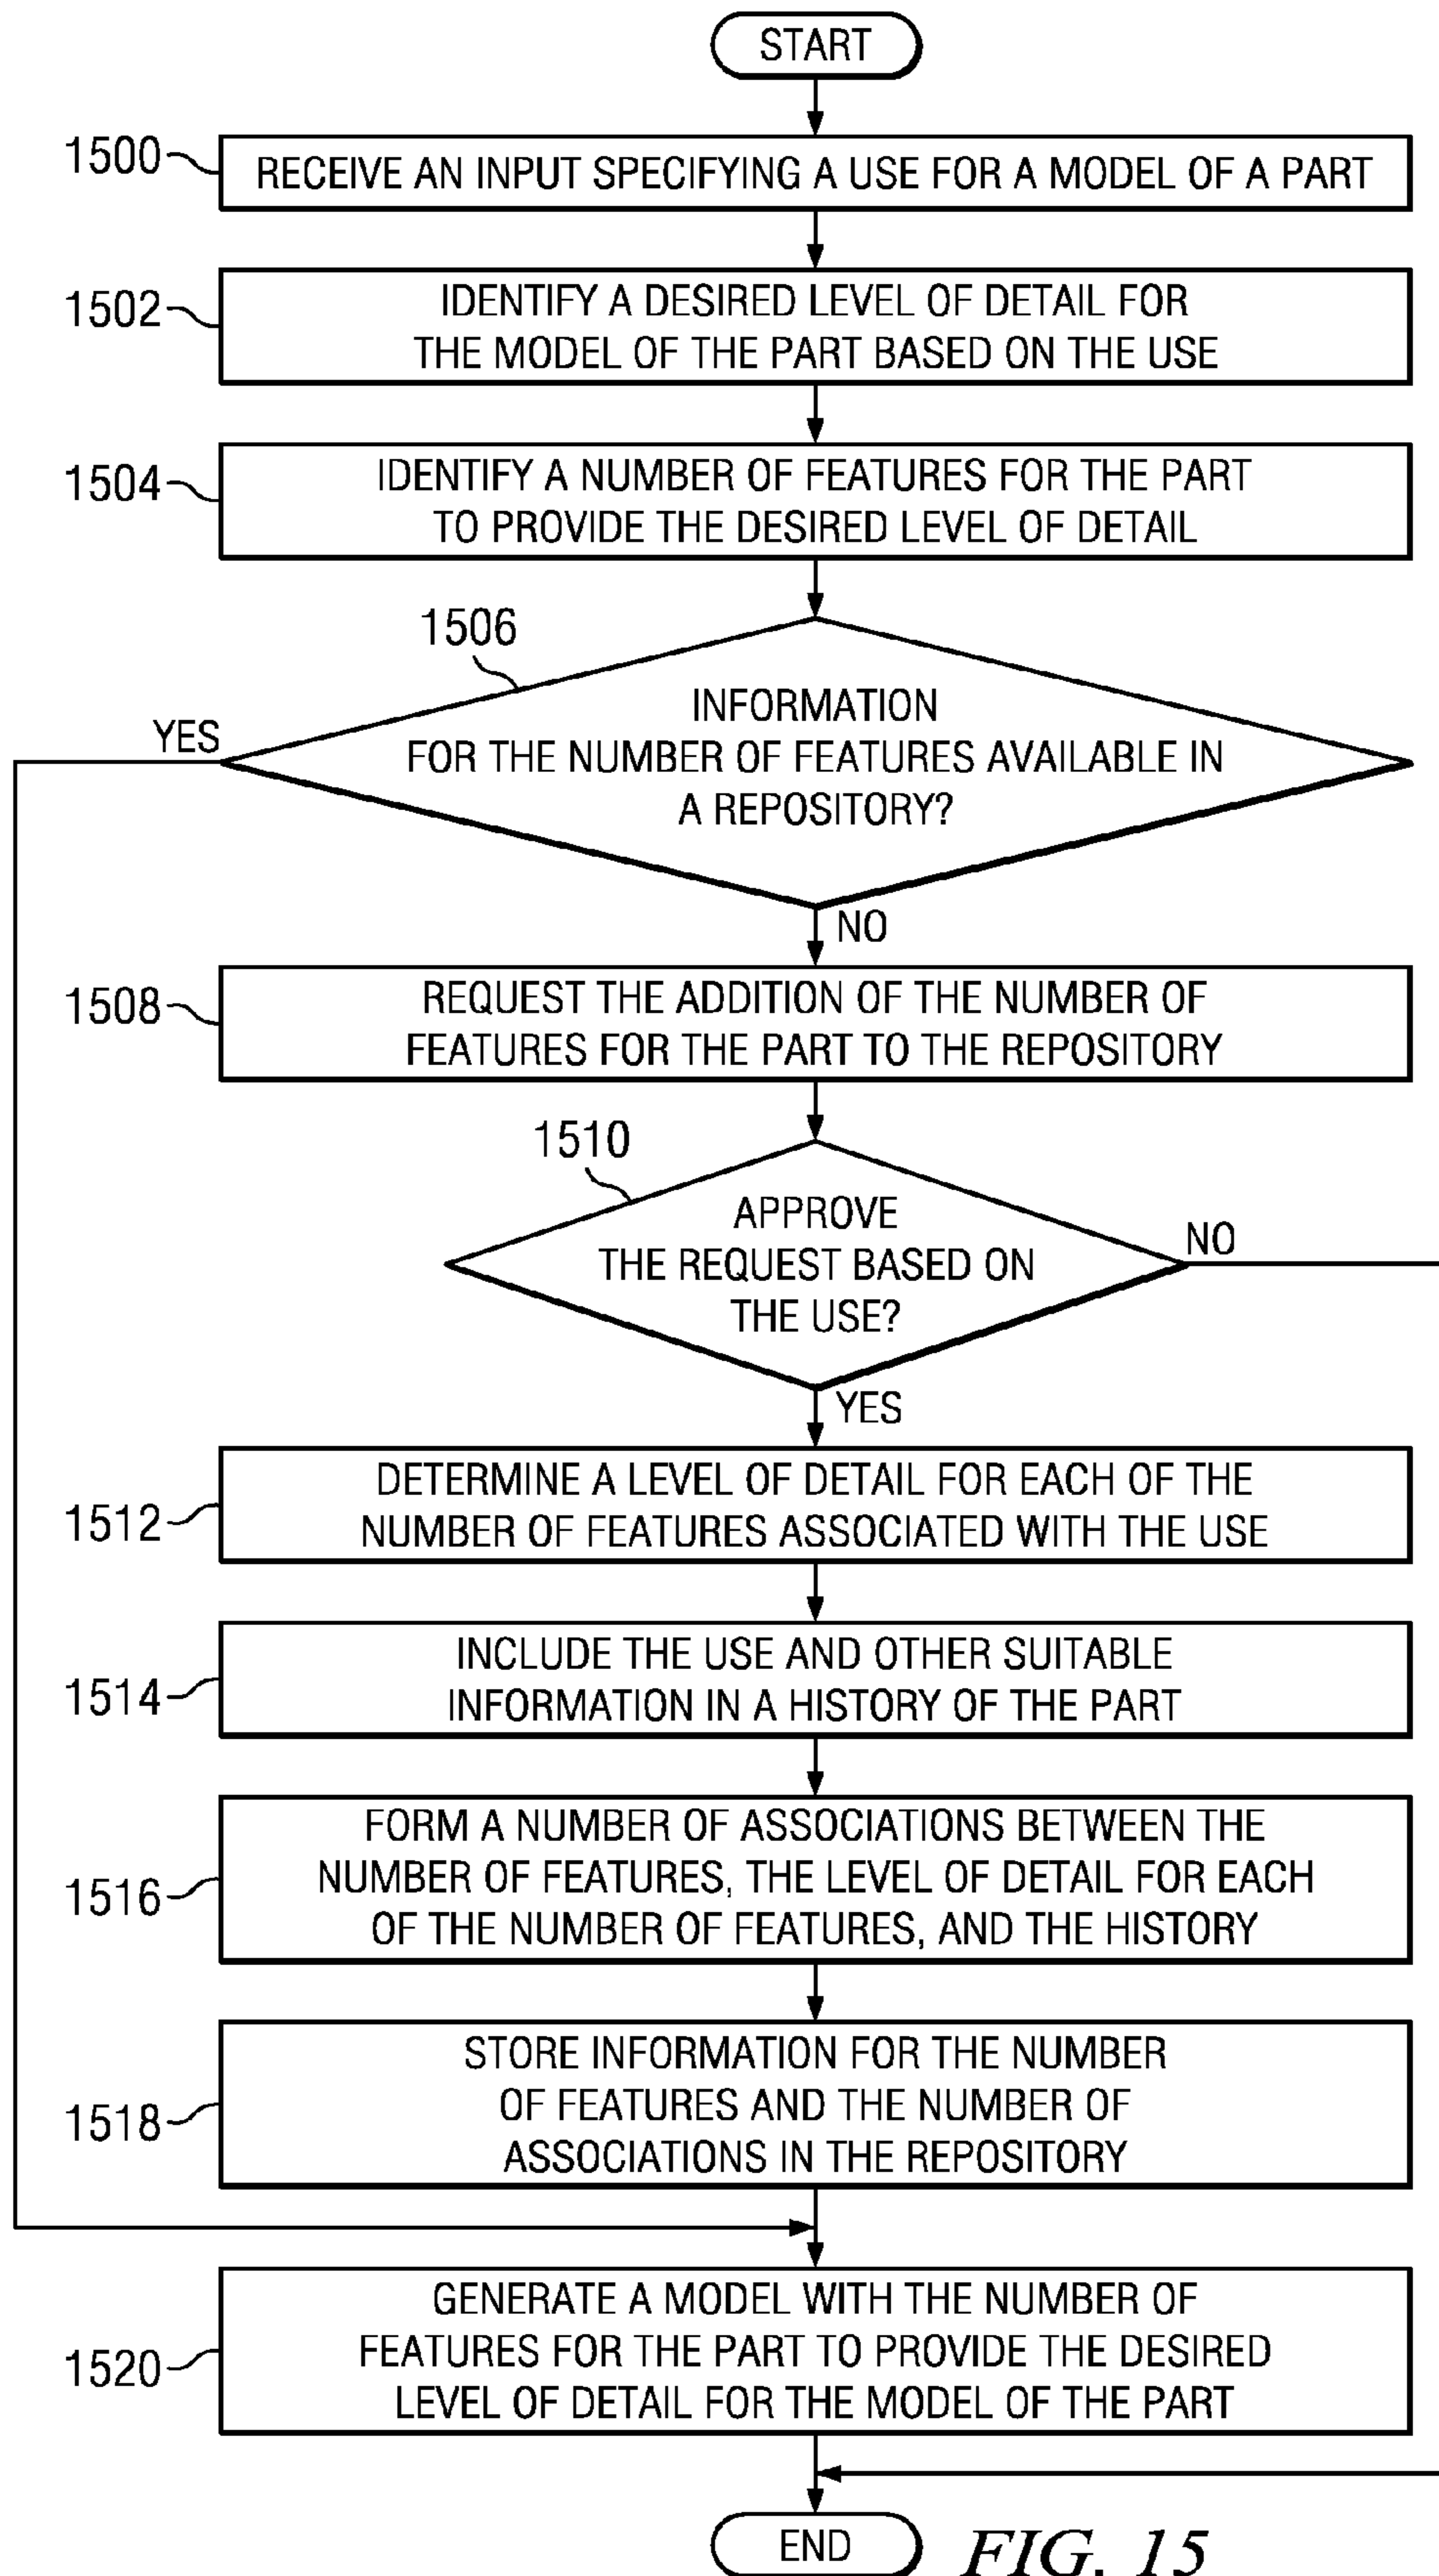 START
1500
RECEIVE AN INPUT SPECIFYING A USE FOR A MODEL OF A PART
1502
IDENTIFY A DESIRED LEVEL OF DETAIL FOR
THE MODEL OF THE PART BASED ON THE USE
1504
IDENTIFY A NUMBER OF FEATURES FOR THE PART
TO PROVIDE THE DESIRED LEVEL OF DETAIL
1506
YES
INFORMATION
FOR THE NUMBER OF FEATURES AVAILABLE IN
A REPOSITORY?
NO
1508
REQUEST THE ADDITION OF THE NUMBER OF
FEATURES FOR THE PART TO THE REPOSITORY
1510
APPROVE
THE REQUEST BASED ON
THE USE?
NO
YES
1512
DETERMINE A LEVEL OF DETAIL FOR EACH OF THE
NUMBER OF FEATURES ASSOCIATED WITH THE USE
1514
INCLUDE THE USE AND OTHER SUITABLE
INFORMATION IN A HISTORY OF THE PART
1516
FORM A NUMBER OF ASSOCIATIONS BETWEEN THE
NUMBER OF FEATURES, THE LEVEL OF DETAIL FOR EACH
OF THE NUMBER OF FEATURES, AND THE HISTORY
1518
STORE INFORMATION FOR THE NUMBER
OF FEATURES AND THE NUMBER OF
ASSOCIATIONS IN THE REPOSITORY
1520
GENERATE A MODEL WITH THE NUMBER OF
FEATURES FOR THE PART TO PROVIDE THE DESIRED
LEVEL OF DETAIL FOR THE MODEL OF THE PART
END
FIG. 15